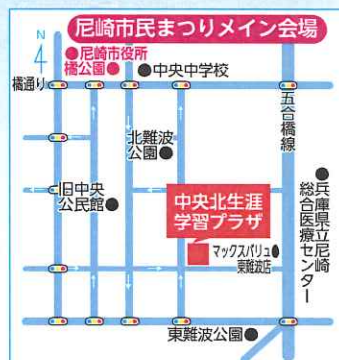 尼崎市民まつりメイン会場
N
4
●尼崎市役所
橘公園●
●中央中学校
橘通り
五合橋線
北難波
公園●
旧中央
公民館●
中央北生涯
学習プラザ
マックスバリュ
東難波店
兵庫県立尼崎
総合医療センター
東難波公園●